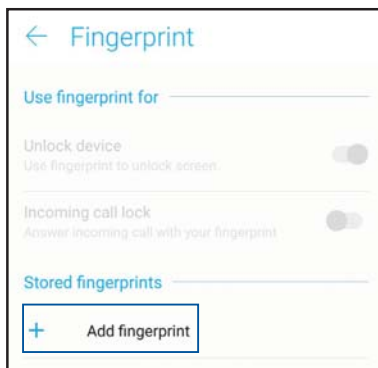 Fingerprint
Use fingerprint for
Unlock device
Use fingerprint to unlock screen.
Incoming call lock
Answer incoming call with your fingerprint
Stored fingerprints
Add fingerprint